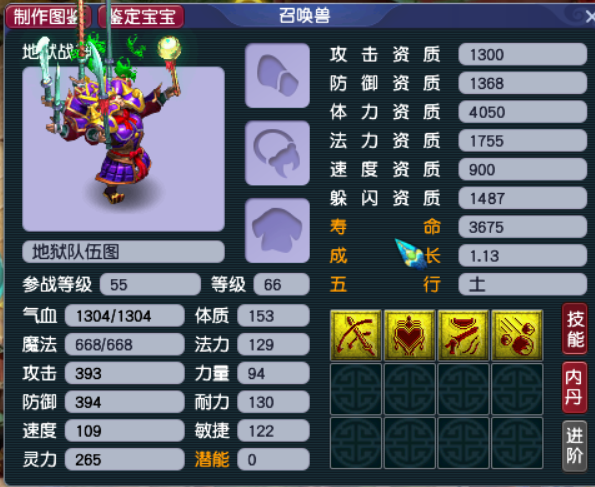 制作图鉴 鉴定宝宝 召唤兽
地狱战神
攻击资质 1300
防御资质 1368
体力资质 4050
法力资质 1755
速度资质 900
躲闪资质 1487
寿命 3675
成长 1.13
五行 土
地狱队伍图
参战等级 55 等级 66
气血 1304/1304 体质 153
魔法 668/668 法力 129
攻击 393 力量 94
防御 394 耐力 130
速度 109 敏捷 122
灵力 265 潜能 0
技能
内丹
进阶